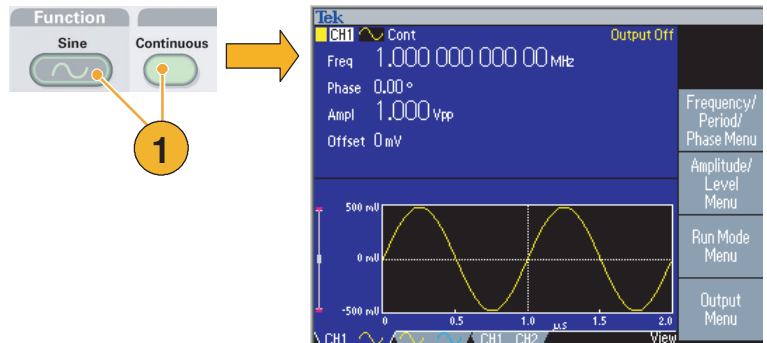 Function
Sine
Continuous
1
Tek
CH1 Cont
Output Off
Freq 1.000 000 000 00 MHz
Phase 0.00 °
Ampl 1.000 Vpp
Offset 0 mV
Frequency/
Period/
Phase Menu
Amplitude/
Level
Menu
Run Mode
Menu
Output
Menu
500 mV
0 mV
-500 mV
0 0.5 1.0 μs 1.5 2.0
CH1 CH1 CH2 View